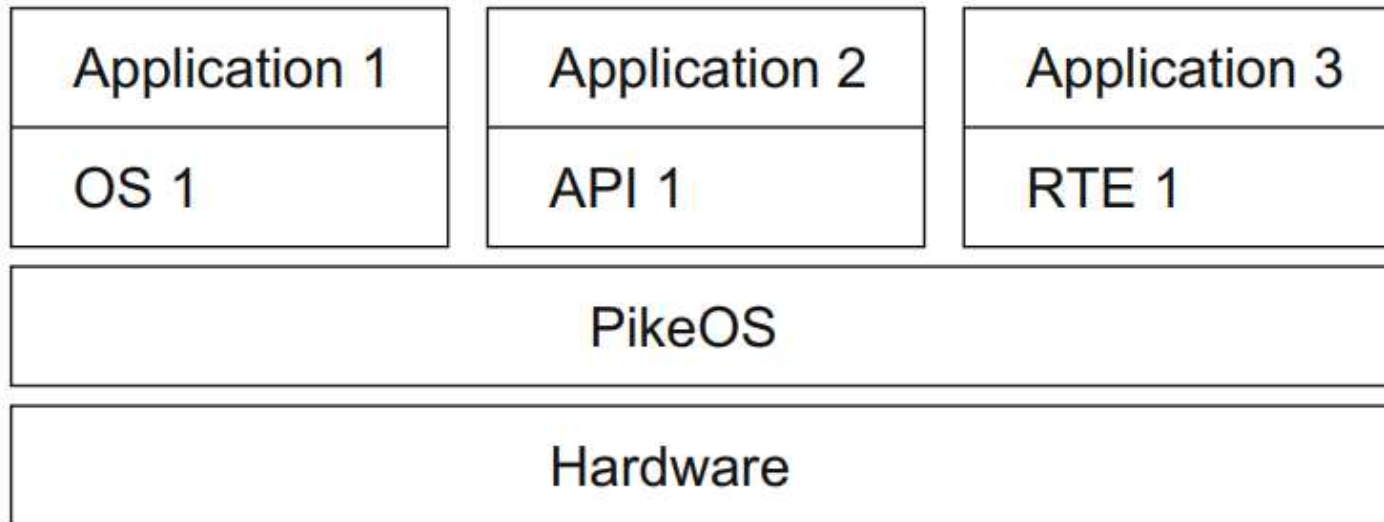 Application 1
Application 2
Application 3
OS 1
API 1
RTE 1
PikeOS
Hardware